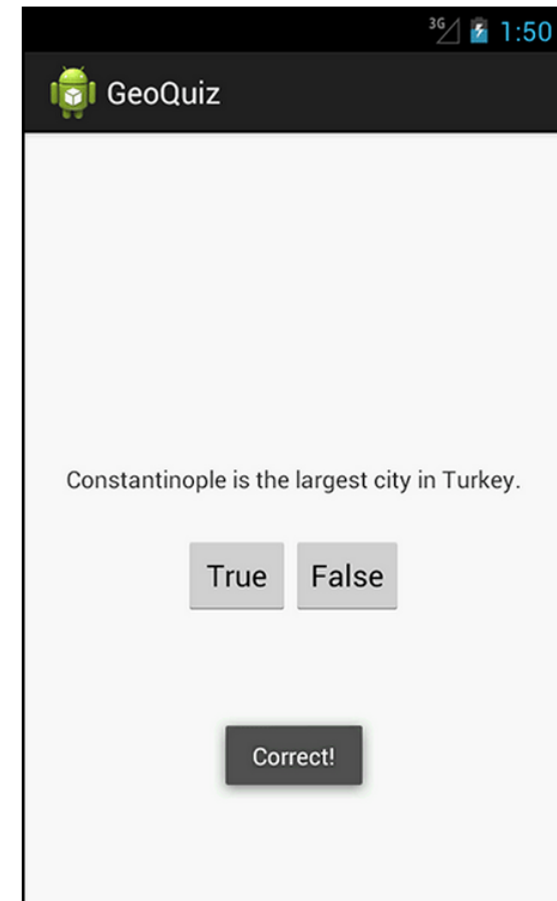 3G 1:50
GeoQuiz
Constantinople is the largest city in Turkey.
True False
Correct!